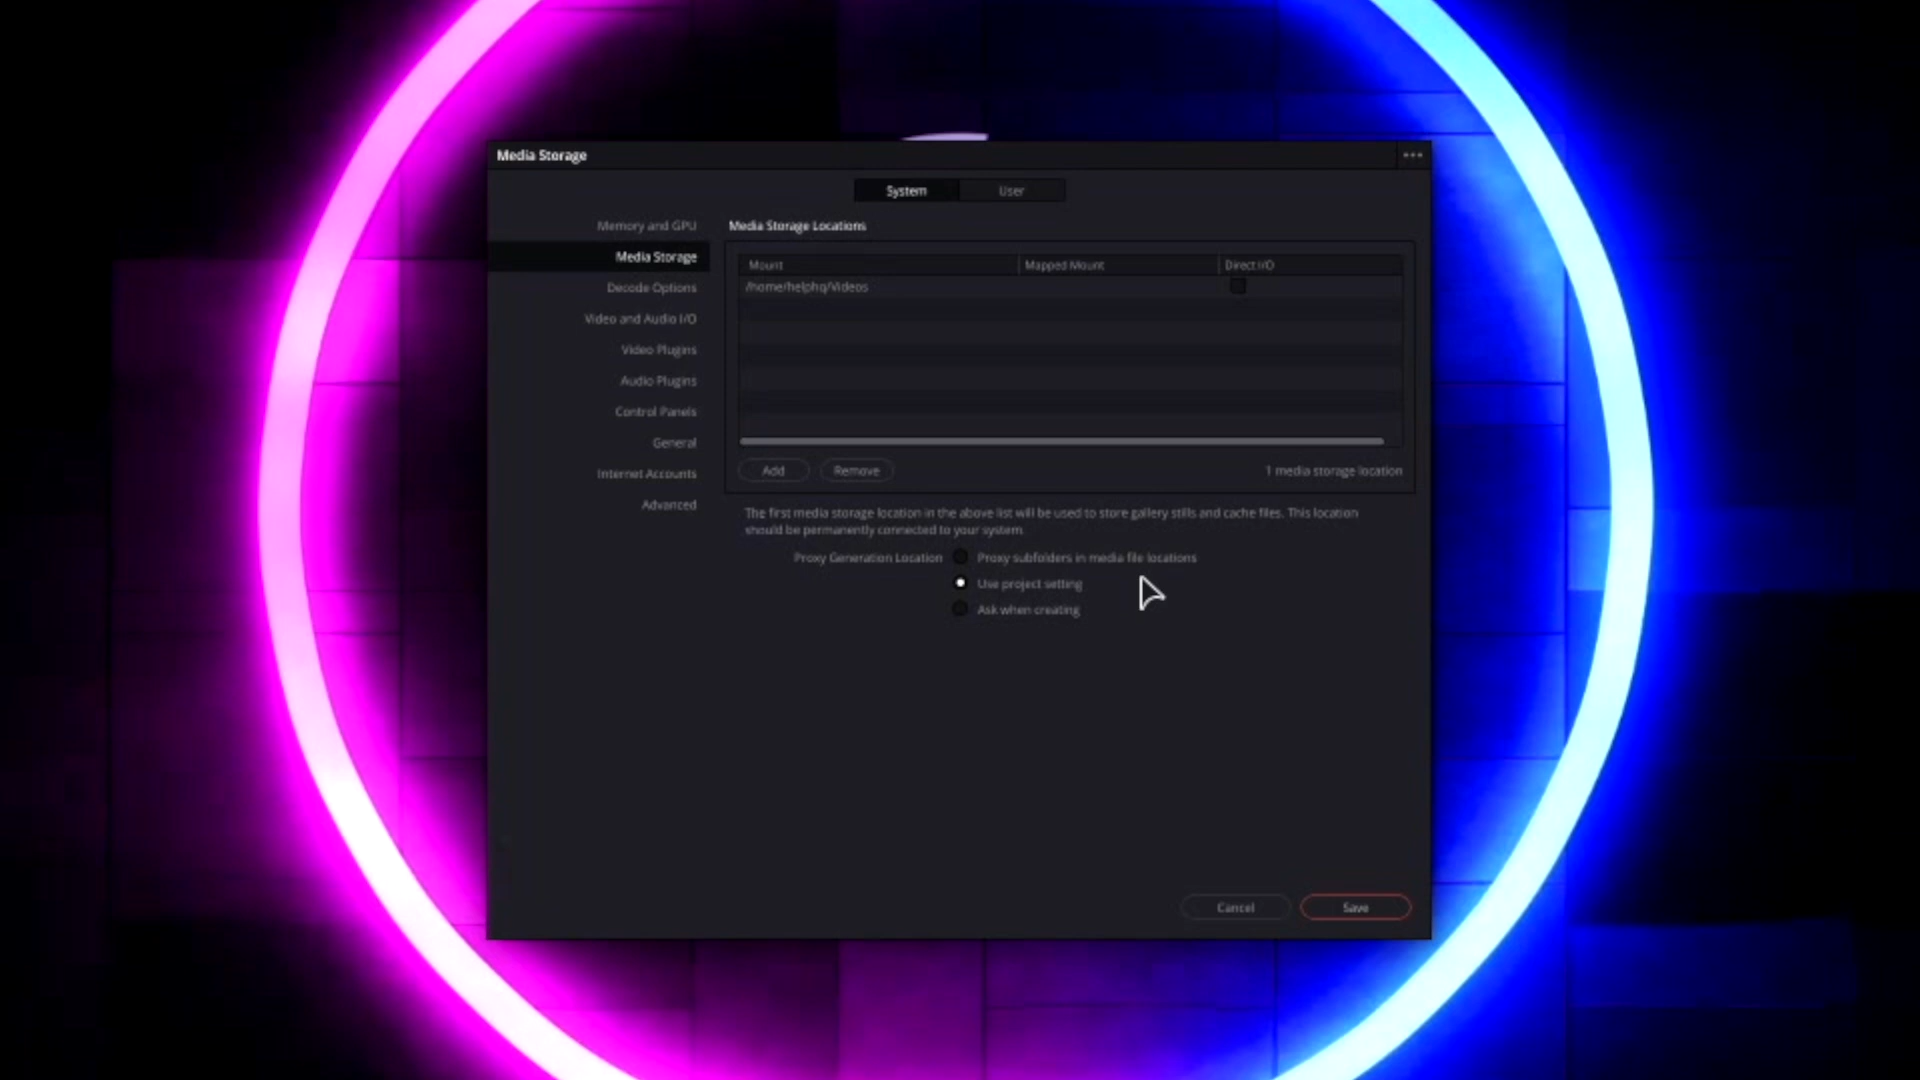 Media Storage
System
User
Memory and GPU
Media Storage
Decode Options
Video and Audio I/O
Video Plugins
Audio Plugins
Control Panels
General
Internet Accounts
Advanced
Media Storage Locations
Mount
Mapped Mount
Direct I/O
/home/helphq/Videos
Add
Remove
1 media storage location
The first media storage location in the above list will be used to store gallery stills and cache files. This location
should be permanently connected to your system.
Proxy Generation Location
Proxy subfolders in media file locations
Use project setting
Ask when creating
Cancel
Save